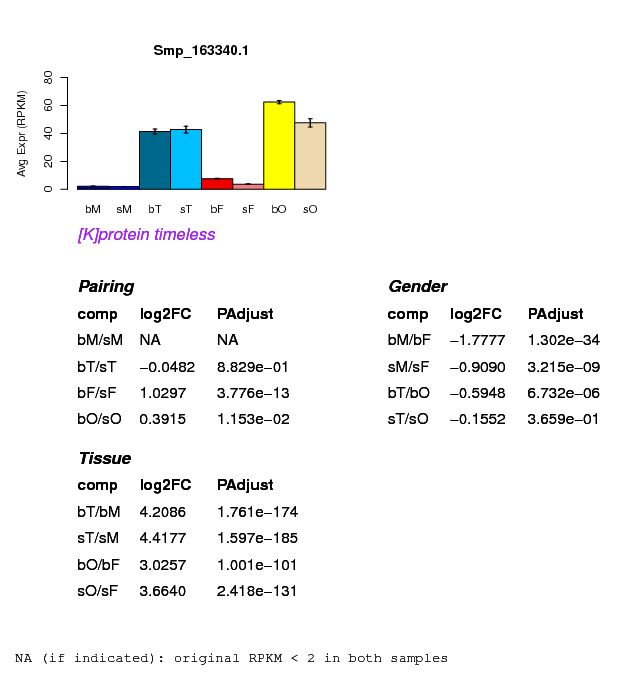 Smp_163340.1
Avg Expr (RPKM)
80
60
40
20
0
bM sM bT sT bF sF bO sO
[K]protein timeless
Pairing
comp log2FC PAdjust
bM/sM NA NA
bT/sT −0.0482 8.829e−01
bF/sF 1.0297 3.776e−13
bO/sO 0.3915 1.153e−02
Gender
comp log2FC PAdjust
bM/bF −1.7777 1.302e−34
sM/sF −0.9090 3.215e−09
bT/bO −0.5948 6.732e−06
sT/sO −0.1552 3.659e−01
Tissue
comp log2FC PAdjust
bT/bM 4.2086 1.761e−174
sT/sM 4.4177 1.597e−185
bO/bF 3.0257 1.001e−101
sO/sF 3.6640 2.418e−131
NA (if indicated): original RPKM < 2 in both samples